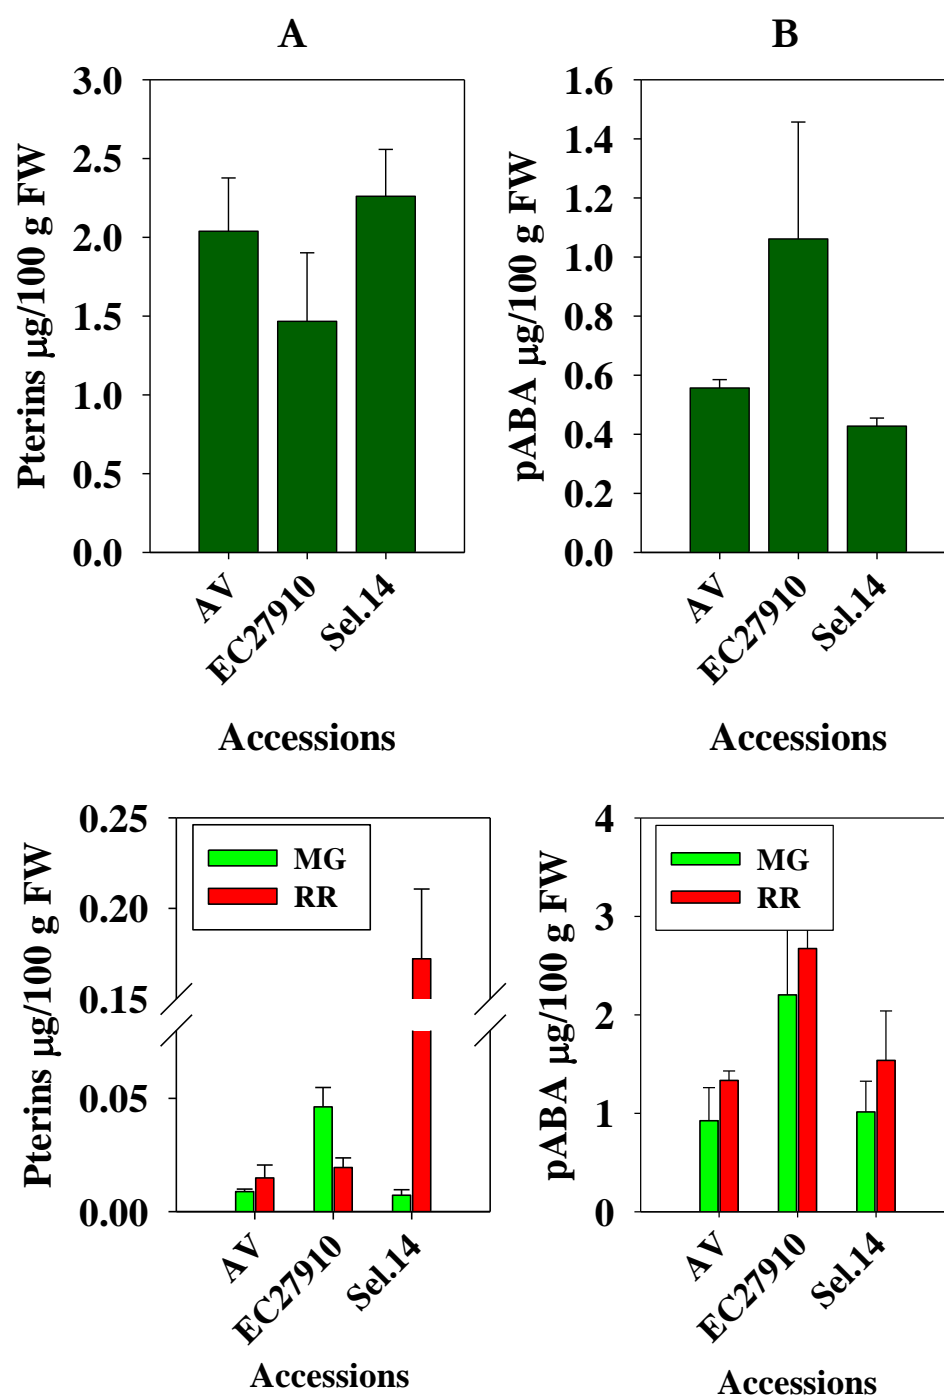 A
3.0
2.5
2.0
1.5
1.0
0.5
0.0
Pterins µg/100 g FW
AV
EC27910
Sel.14
Accessions
B
1.6
1.4
1.2
1.0
0.8
0.6
0.4
0.2
0.0
pABA µg/100 g FW
AV
EC27910
Sel.14
Accessions
0.25
0.20
0.15
0.05
0.00
Pterins µg/100 g FW
MG
RR
AV
EC27910
Sel.14
Accessions
4
3
2
1
0
pABA µg/100 g FW
MG
RR
AV
EC27910
Sel.14
Accessions